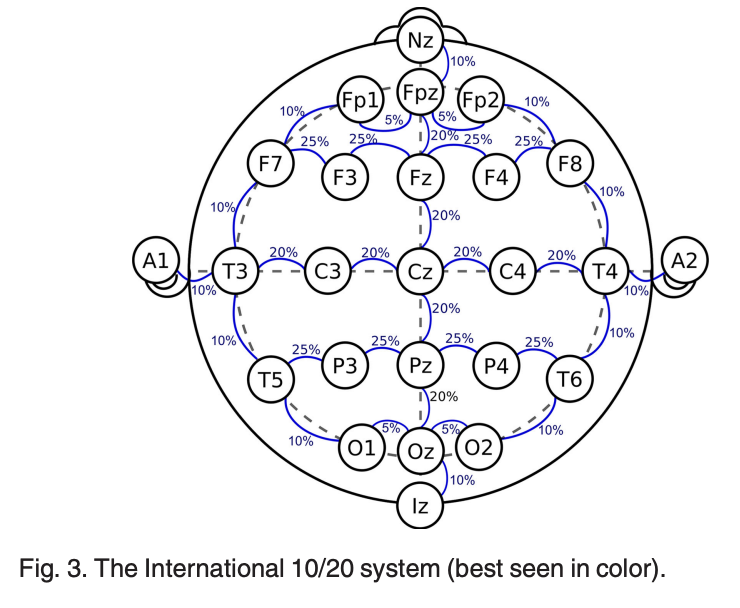 Nz
10%
Fp1 Fpz Fp2
10% 5% 5% 10%
25% 25% 20% 25% 25%
F7 F3 Fz F4 F8
10% 20% 10%
A1 T3 C3 Cz C4 T4 A2
20% 20% 20% 20%
10% 10%
10% 20% 10%
25% 25% 25% 25%
T5 P3 Pz P4 T6
20%
10% 5% 5% 10%
O1 Oz O2
10%
Iz
Fig. 3. The International 10/20 system (best seen in color).